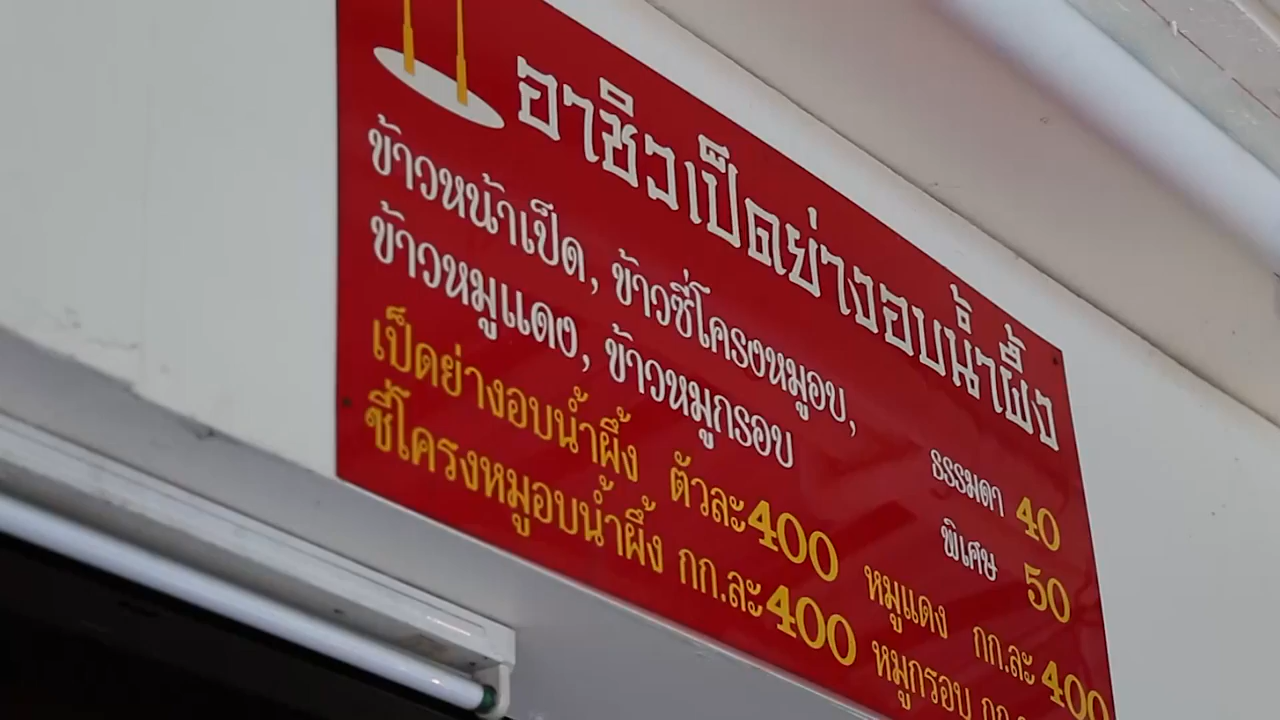 ฮาชิวเป็ดย่างอบน้ำผึ้ง
ข้าวหน้าเป็ด, ข้าวซี่โครงหมูอบ,
ข้าวหมูแดง, ข้าวหมูกรอบ
ธรรมดา 40
พิเศษ 50
เป็ดย่างอบน้ำผึ้ง ตัวละ 400 หมูแดง กก.ละ 400
ซี่โครงหมูอบน้ำผึ้ง กก.ละ 400 หมูกรอบ